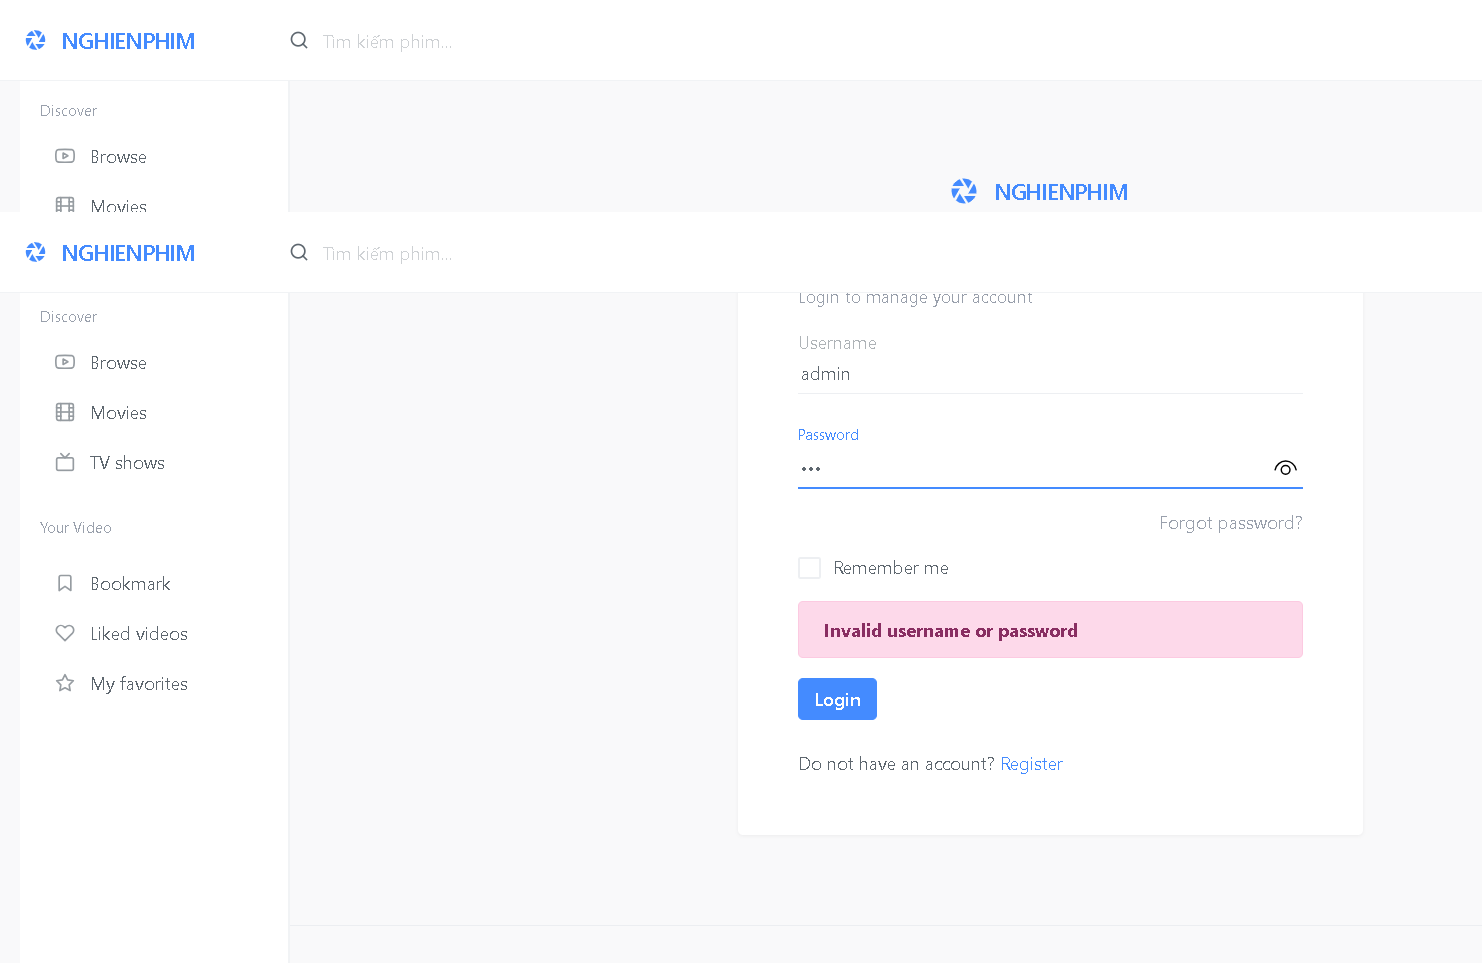 NGHIENPHIM
Tìm kiếm phim...
Discover
Browse
Movies
NGHIENPHIM
NGHIENPHIM
Tìm kiếm phim...
Discover
Browse
Movies
TV shows
Your Video
Bookmark
Liked videos
My favorites
Login to manage your account
Username
admin
Password
Forgot password?
Remember me
Invalid username or password
Login
Do not have an account? Register